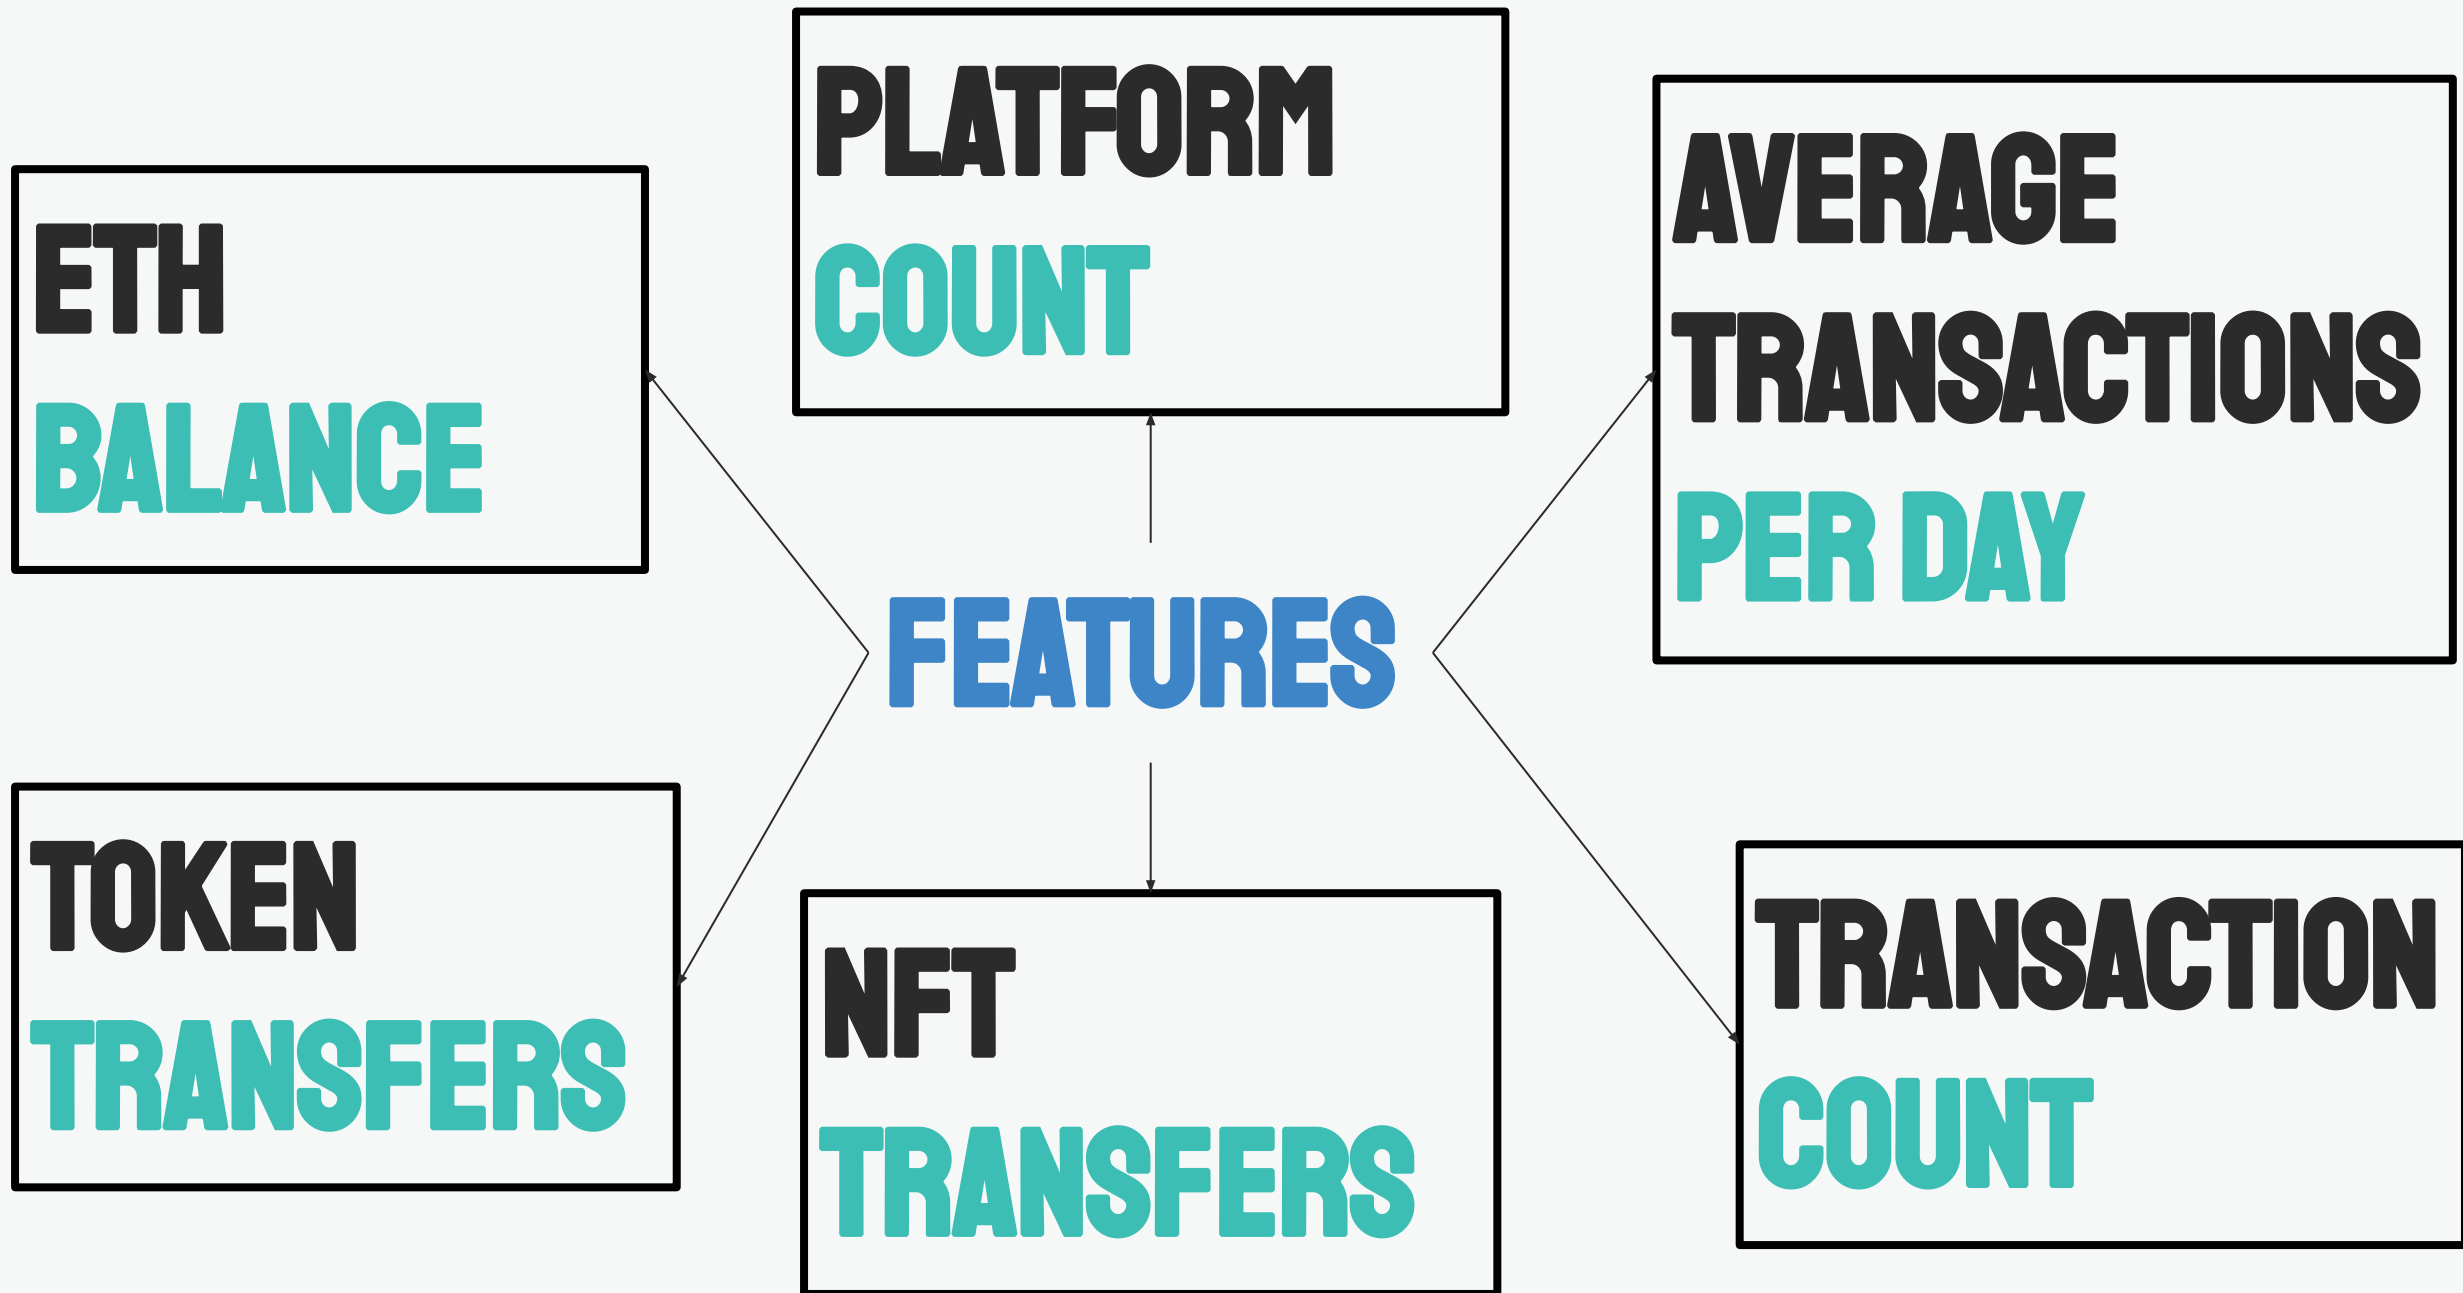 PLATFORM
COUNT
AVERAGE
TRANSACTIONS
PER DAY
ETH
BALANCE
FEATURES
TOKEN
TRANSFERS
NFT
TRANSFERS
TRANSACTION
COUNT